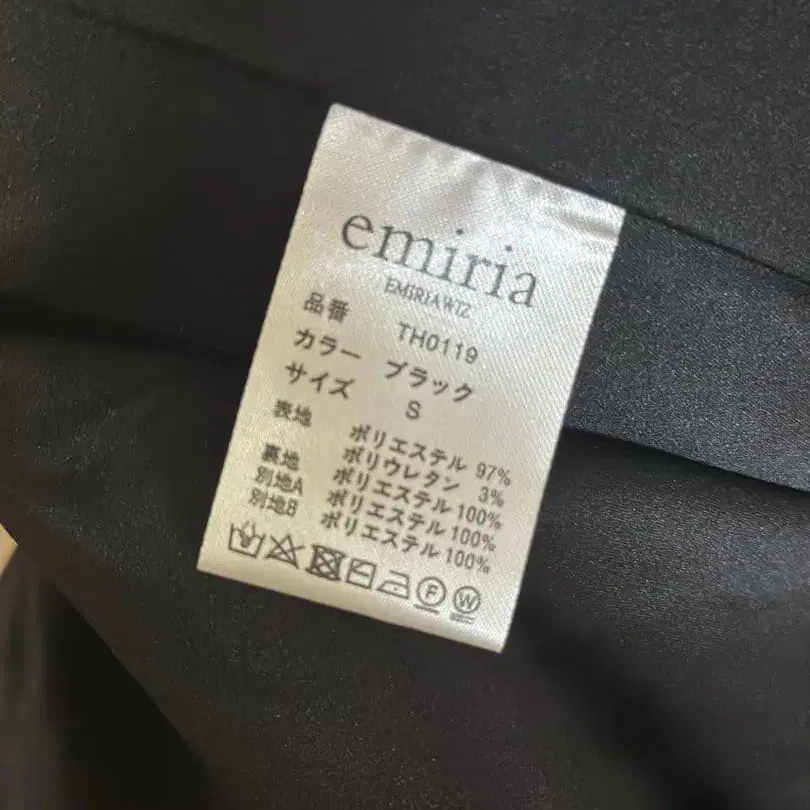 emiria
EMIRIAWIZ
品番 TH0119
カラー ブラック
サイズ S
表地 ポリエステル 97%
ポリウレタン 3%
裏地 ポリエステル 100%
別地A ポリエステル 100%
別地B ポリエステル 100%
F W